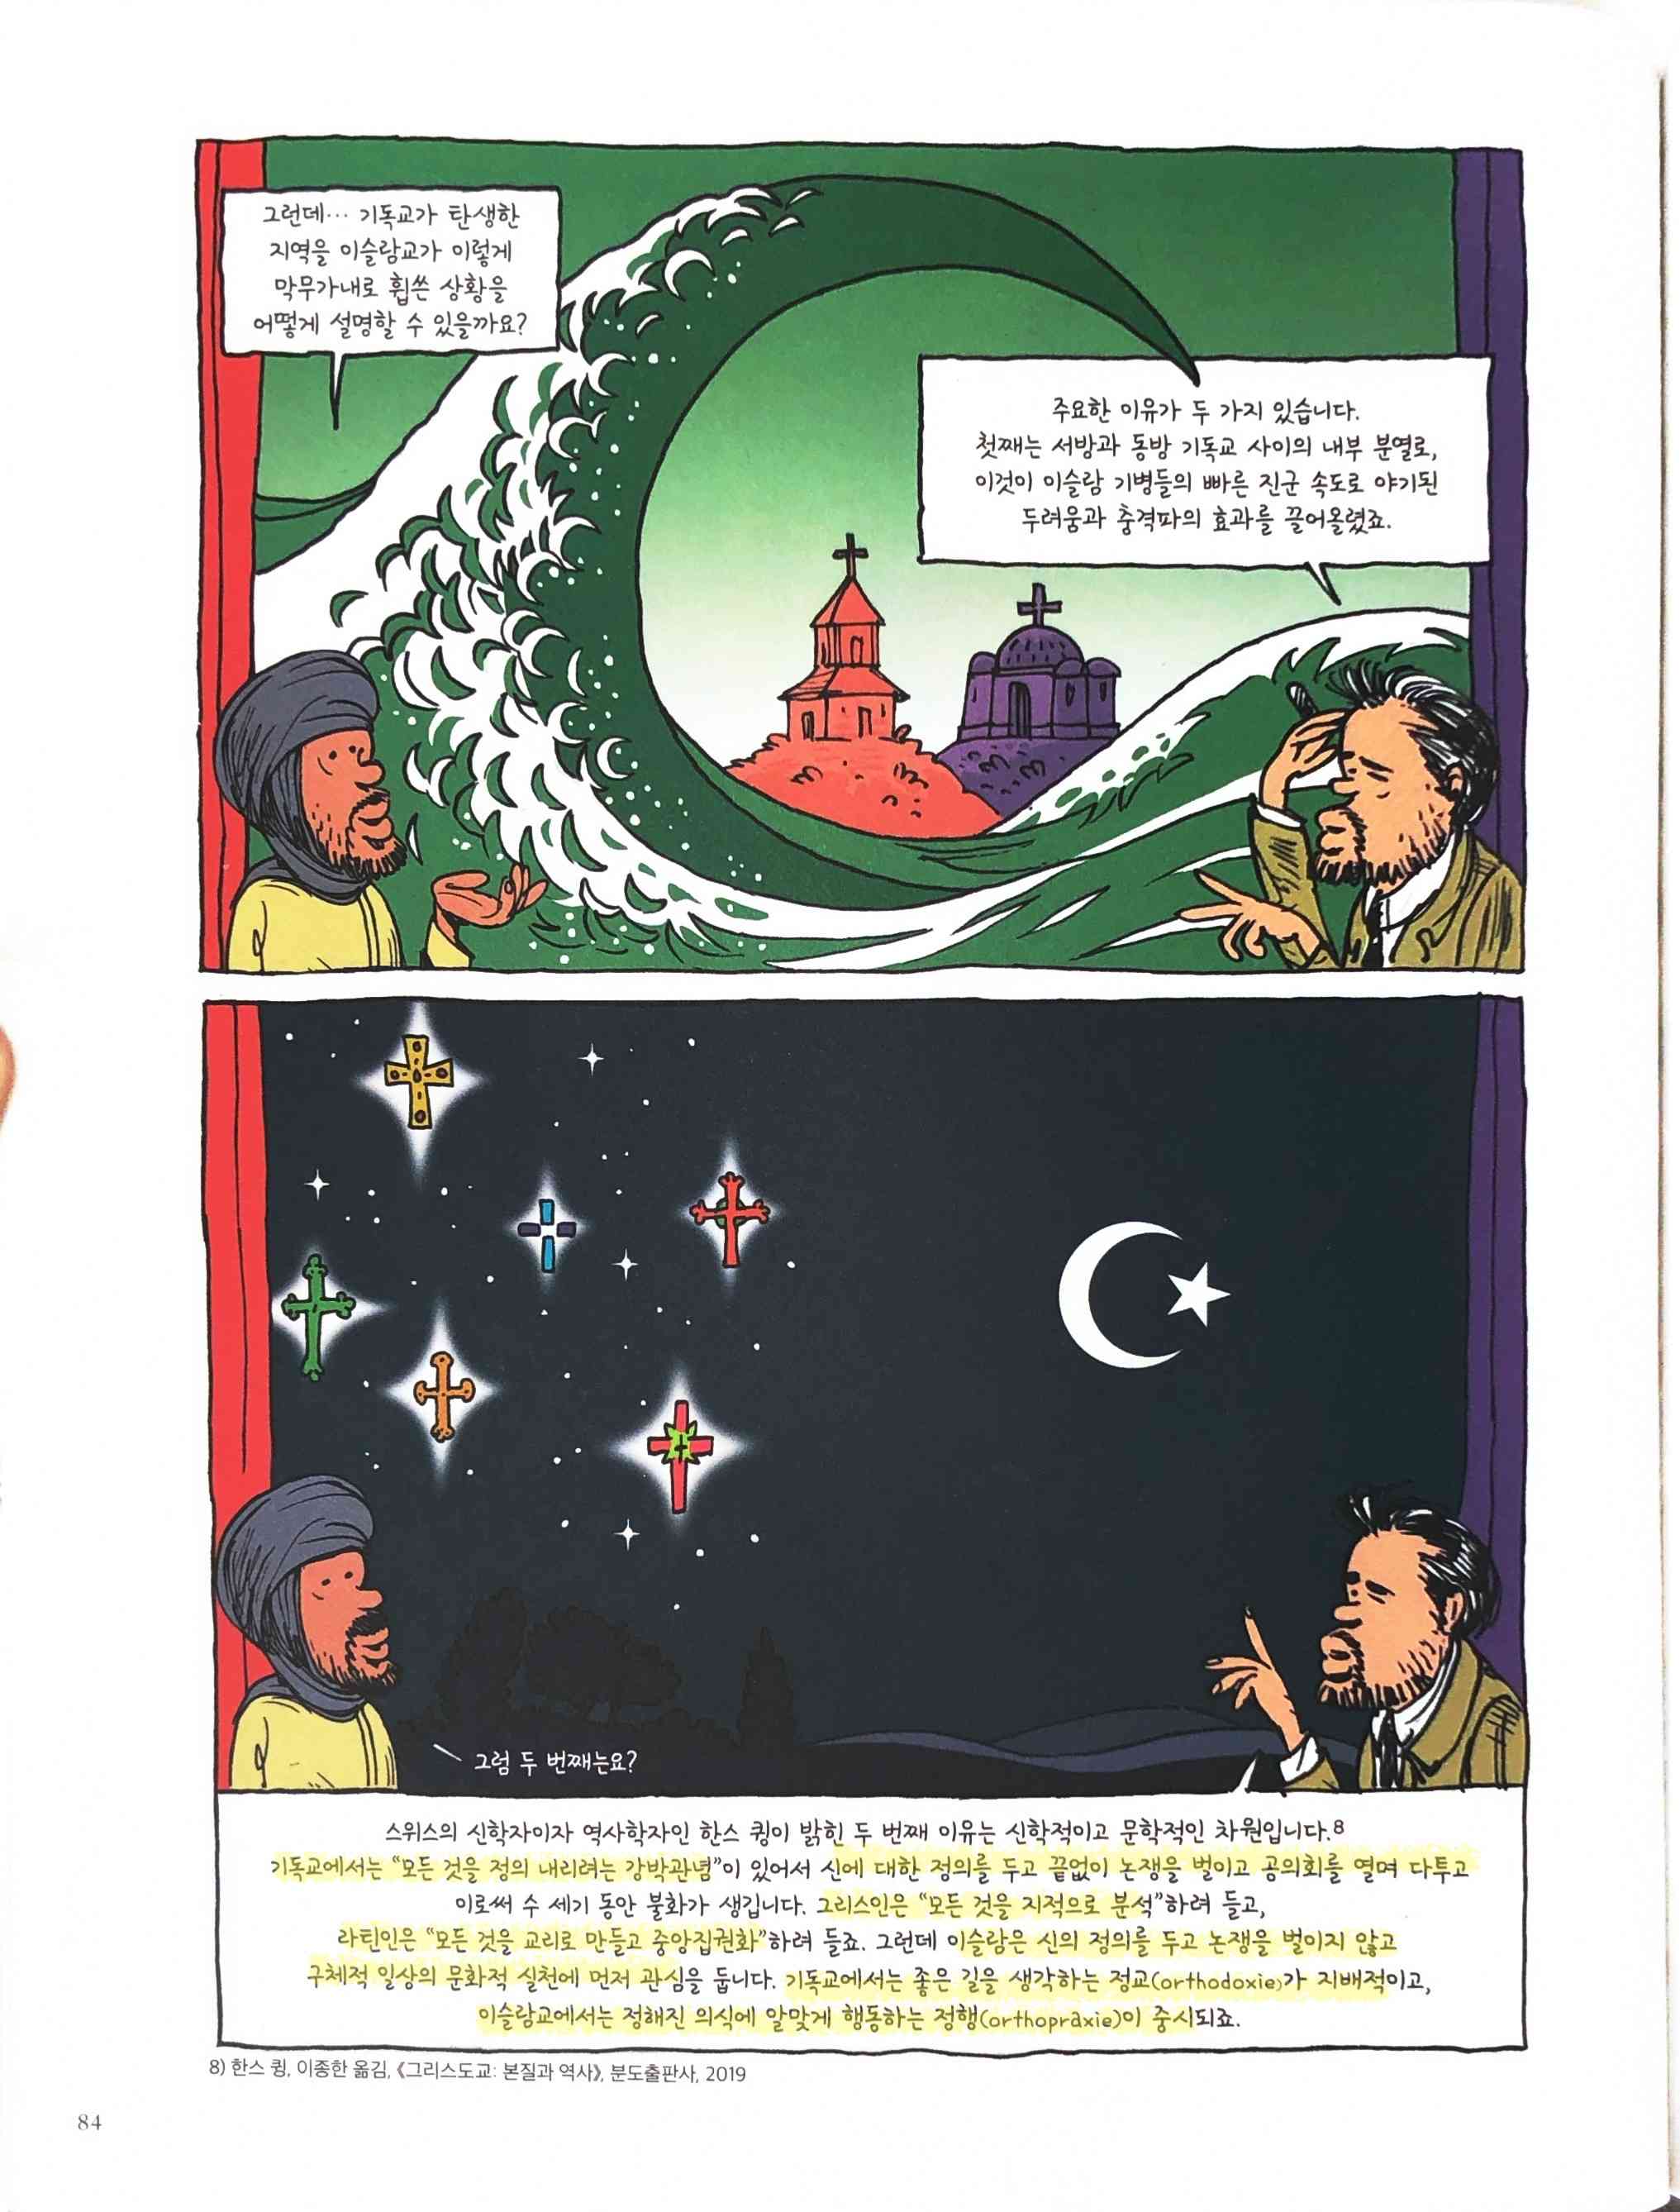 그런데… 기독교가 탄생한
지역을 이슬람교가 이렇게
막무가내로 휩쓴 상황을
어떻게 설명할 수 있을까요?
주요한 이유가 두 가지 있습니다.
첫째는 서방과 동방 기독교 사이의 내부 분열로,
이것이 이슬람 기병들의 빠른 진군 속도로 야기된
두려움과 충격파의 효과를 끌어올렸죠.
그럼 두 번째는요?
스위스의 신학자이자 역사학자인 한스 큉이 밝힌 두 번째 이유는 신학적이고 문학적인 차원입니다.8
기독교에서는 “모든 것을 정의 내리려는 강박관념”이 있어서 신에 대한 정의를 두고 끝없이 논쟁을 벌이고 공의회를 열며 다투고
이로써 수 세기 동안 불화가 생깁니다. 그리스인은 “모든 것을 지적으로 분석”하려 들고,
라틴인은 “모든 것을 교리로 만들고 중앙집권화”하려 들죠. 그런데 이슬람은 신의 정의를 두고 논쟁을 벌이지 않고
구체적 일상의 문화적 실천에 먼저 관심을 둡니다. 기독교에서는 좋은 길을 생각하는 정교(orthodoxie)가 지배적이고,
이슬람교에서는 정해진 의식에 알맞게 행동하는 정행(orthopraxie)이 중시되죠.
8) 한스 큉, 이종한 옮김, 《그리스도교: 본질과 역사》, 분도출판사, 2019
84